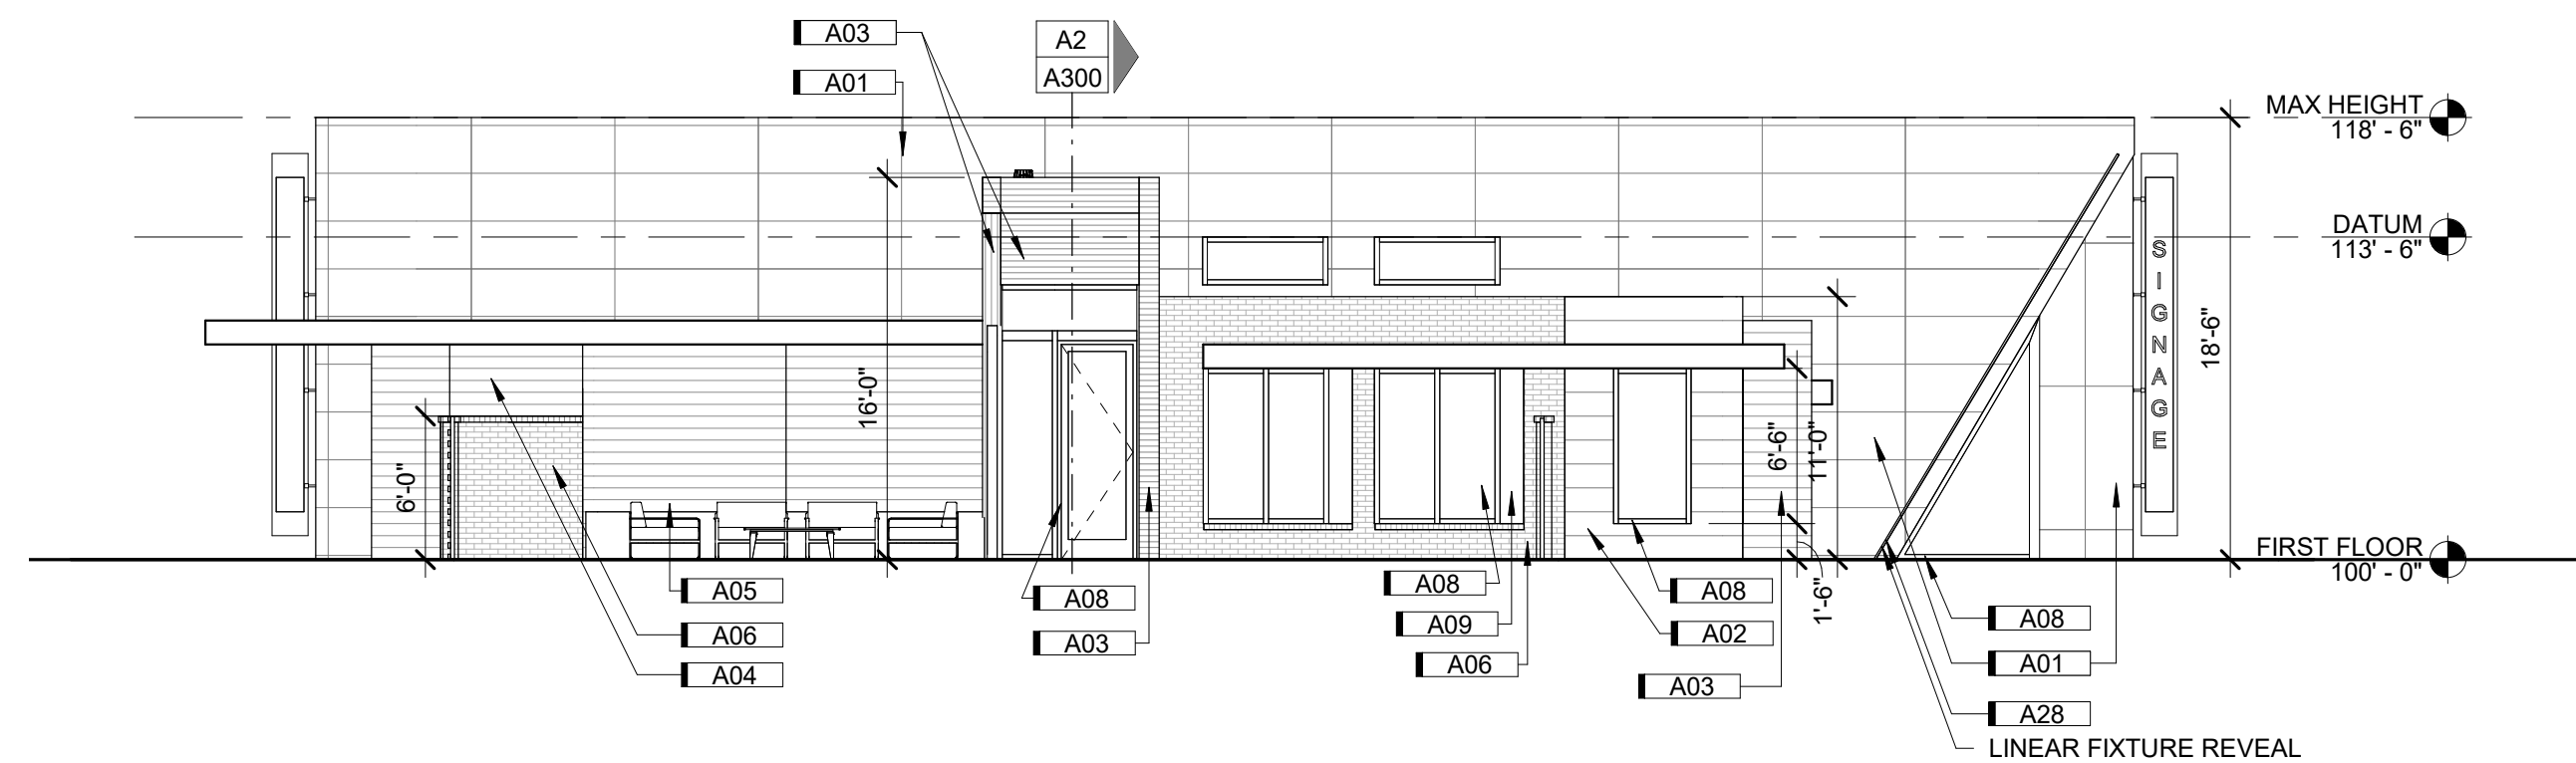 A03
A2
A300
A01
MAX HEIGHT
118' - 6"
DATUM
113' - 6"
SIGNAGE
18'-6"
16'-0"
6'-0"
6'-6"
11'-0"
1'-6"
FIRST FLOOR
100' - 0"
A05
A06
A04
A08
A03
A08
A09
A06
A08
A02
A03
A08
A01
A28
LINEAR FIXTURE REVEAL